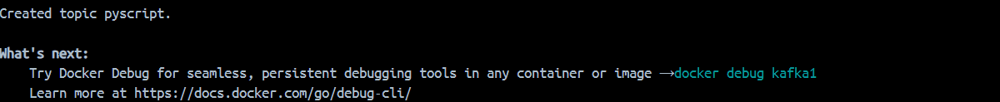 Created topic pyscript.
What's next:
Try Docker Debug for seamless, persistent debugging tools in any container or image →docker debug kafka1
Learn more at https://docs.docker.com/go/debug-cli/